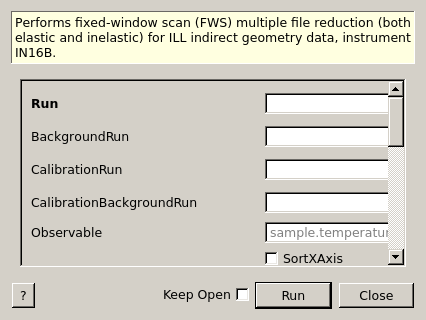 Performs fixed-window scan (FWS) multiple file reduction (both
elastic and inelastic) for ILL indirect geometry data, instrument
IN16B.
Run
BackgroundRun
CalibrationRun
CalibrationBackgroundRun
Observable sample.temperatur
SortXAxis
? Keep Open Run Close